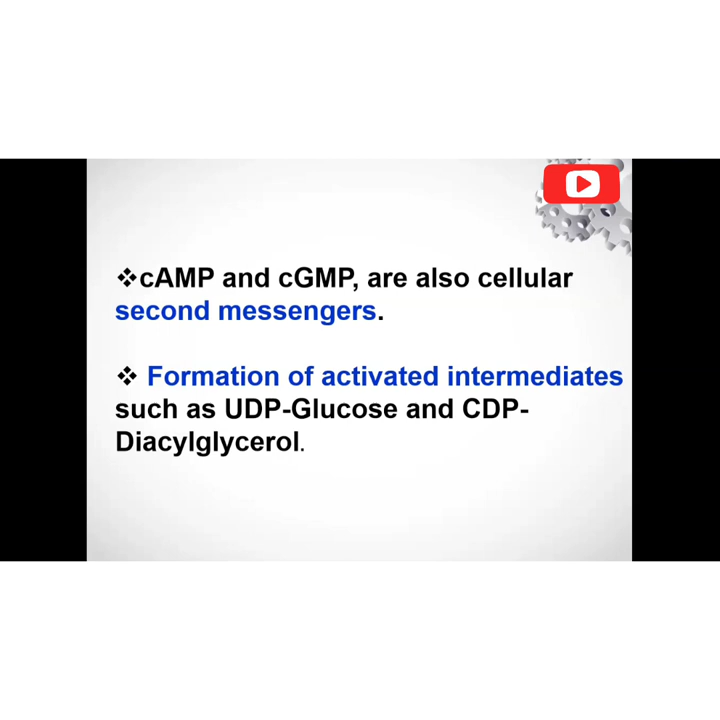 ❖cAMP and cGMP, are also cellular
second messengers.
❖ Formation of activated intermediates
such as UDP-Glucose and CDP-
Diacylglycerol.